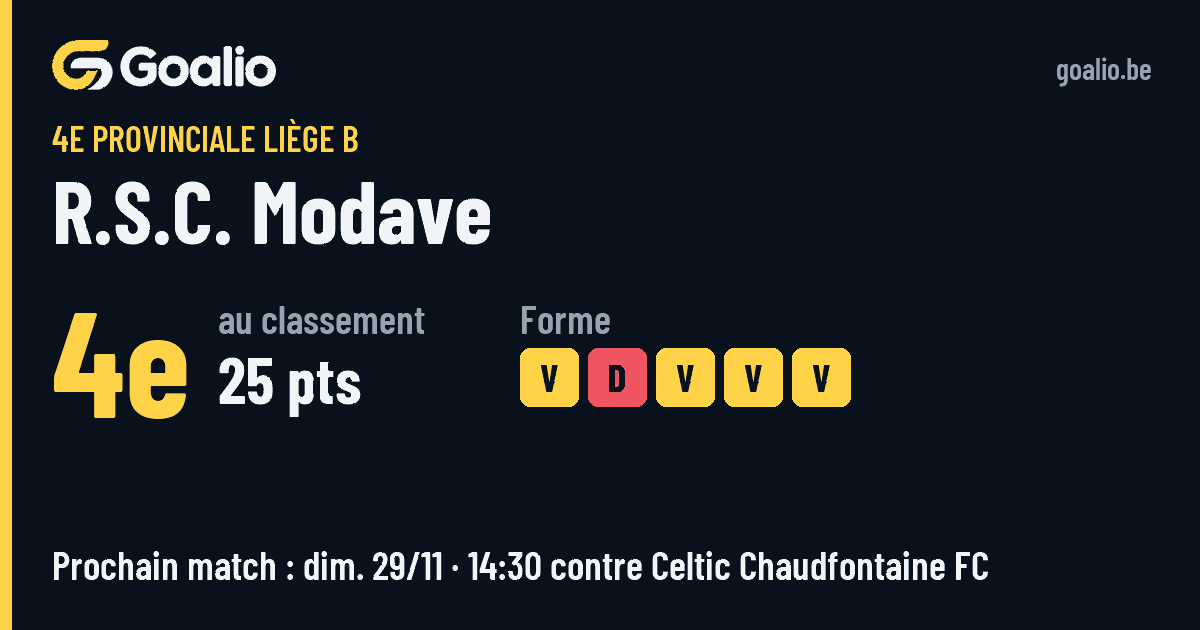 Goalio
goalio.be
4E PROVINCIALE LIÈGE B
R.S.C. Modave
4e
au classement
25 pts
Forme
V D V V V
Prochain match : dim. 29/11 · 14:30 contre Celtic Chaudfontaine FC